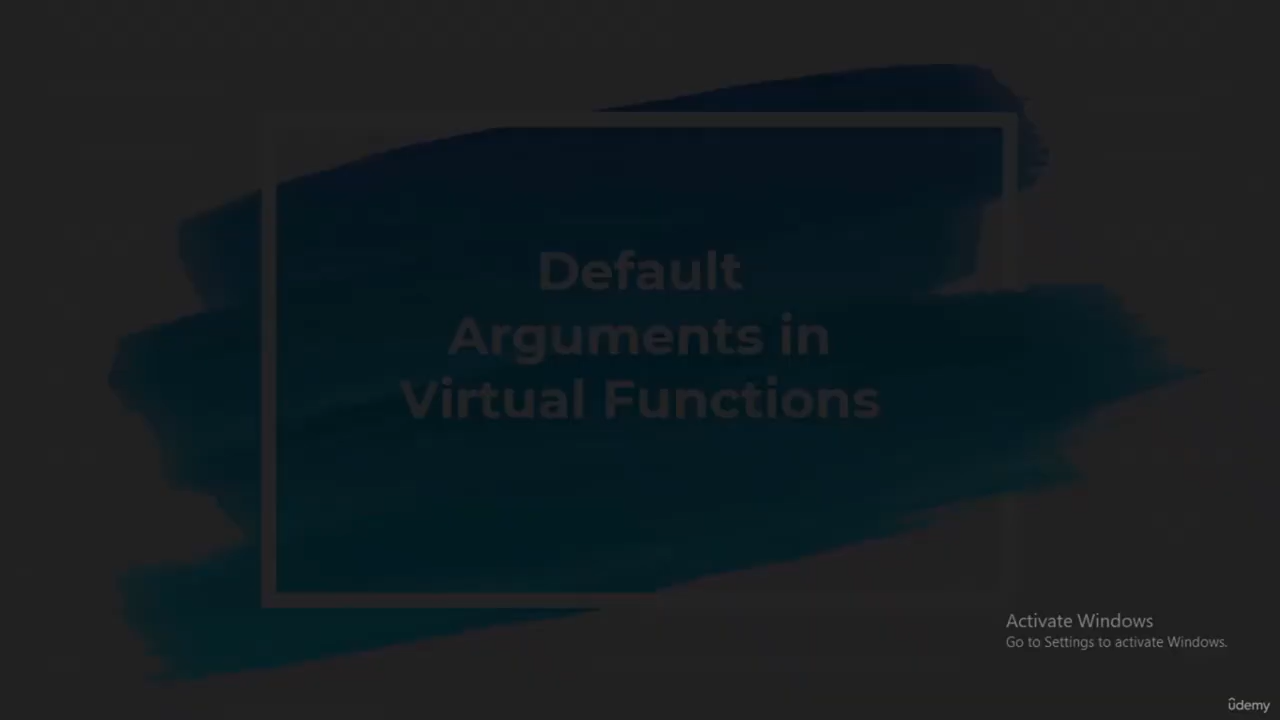 Default
Arguments in
Virtual Functions
Activate Windows
Go to Settings to activate Windows.
ûdemy